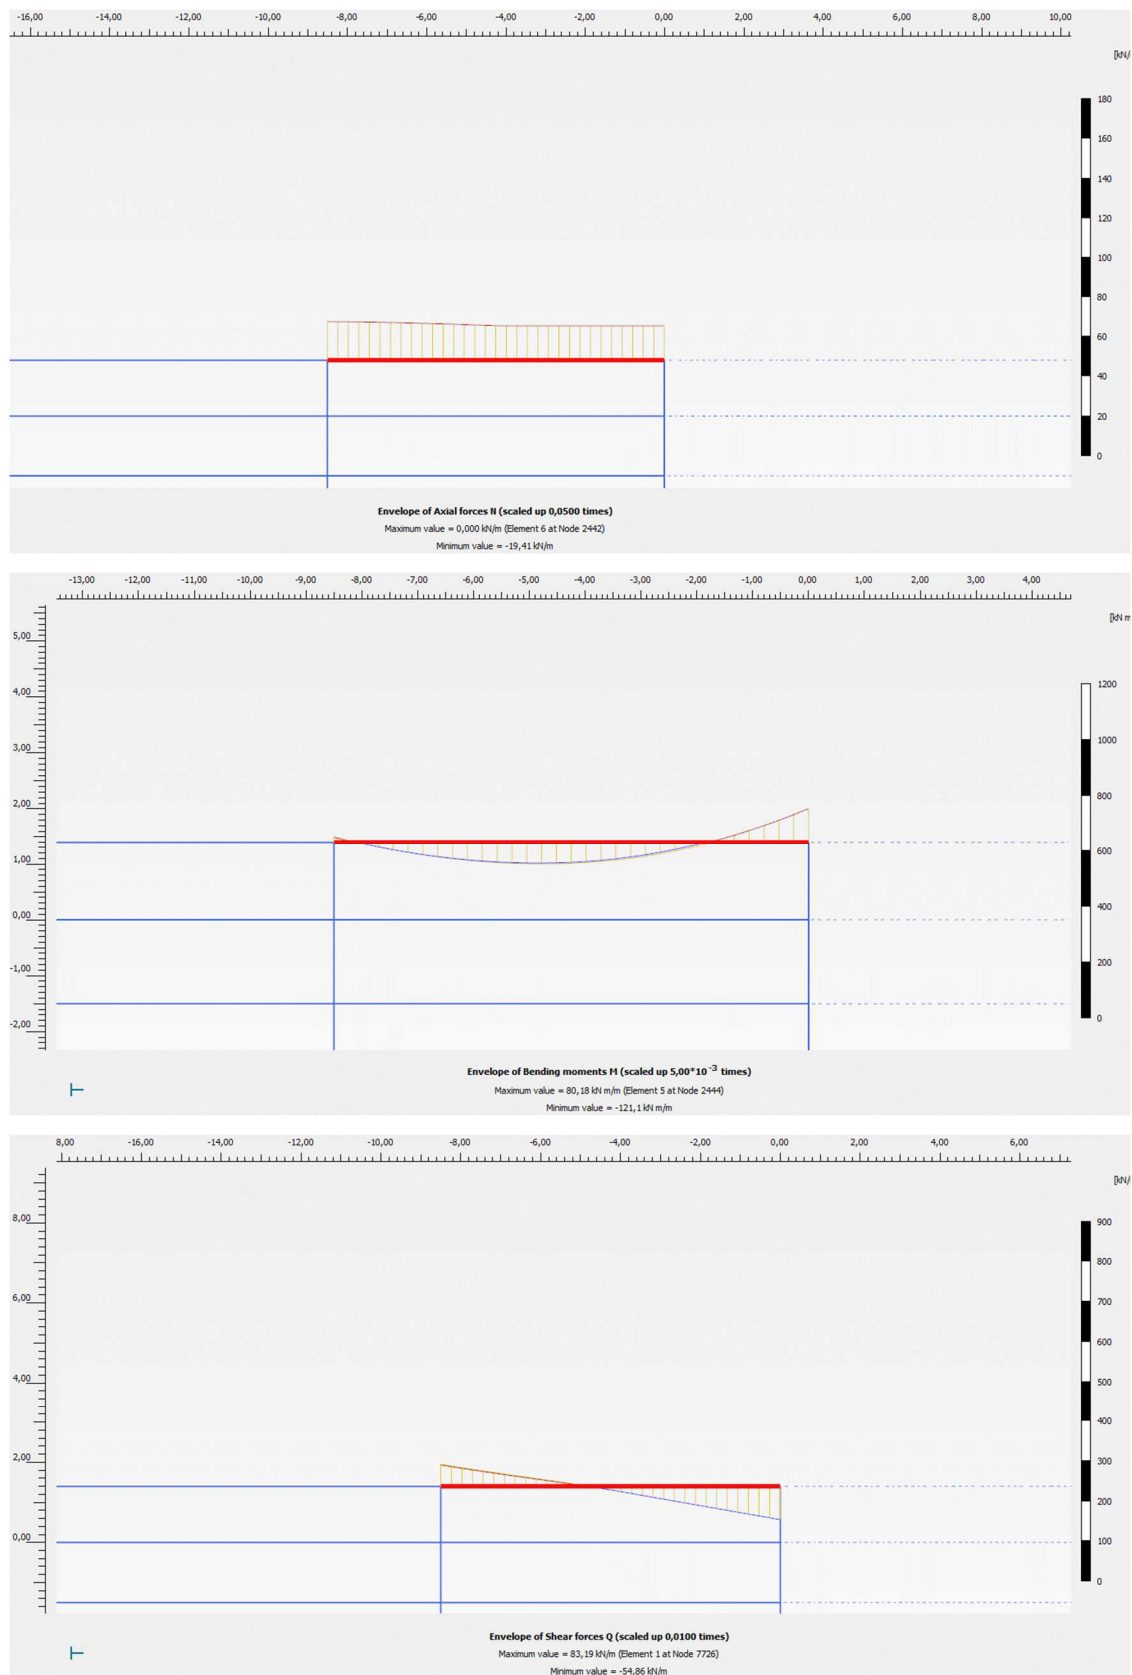 -16,00 -14,00 -12,00 -10,00 -8,00 -6,00 -4,00 -2,00 0,00 2,00 4,00 6,00 8,00 10,00
[kN/
180
160
140
120
100
80
60
40
20
0
Envelope of Axial forces N (scaled up 0,0500 times)
Maximum value = 0,000 kN/m (Element 6 at Node 2442)
Minimum value = -19,41 kN/m
-13,00 -12,00 -11,00 -10,00 -9,00 -8,00 -7,00 -6,00 -5,00 -4,00 -3,00 -2,00 -1,00 0,00 1,00 2,00 3,00 4,00
[kN m
5,00
4,00
3,00
2,00
1,00
0,00
-1,00
-2,00
1200
1000
800
600
400
200
0
Envelope of Bending moments M (scaled up 5,00*10⁻³ times)
Maximum value = 80,18 kN m/m (Element 5 at Node 2444)
Minimum value = -121,1 kN m/m
8,00 -16,00 -14,00 -12,00 -10,00 -8,00 -6,00 -4,00 -2,00 0,00 2,00 4,00 6,00
[kN/
8,00
6,00
4,00
2,00
0,00
900
800
700
600
500
400
300
200
100
0
Envelope of Shear forces Q (scaled up 0,0100 times)
Maximum value = 83,19 kN/m (Element 1 at Node 7726)
Minimum value = -54,86 kN/m